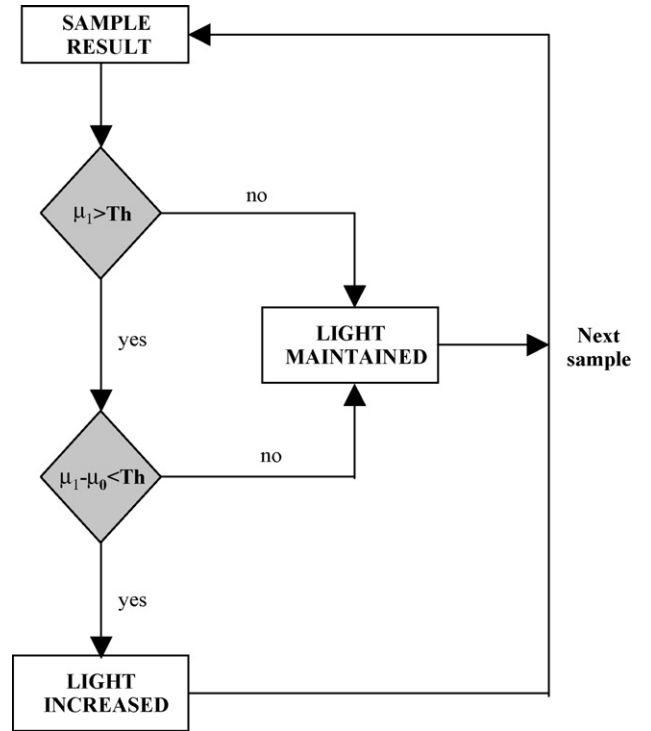 SAMPLE
RESULT
μ₁>Th
no
yes
LIGHT
MAINTAINED
Next
sample
μ₁-μ₀<Th
no
yes
LIGHT
INCREASED